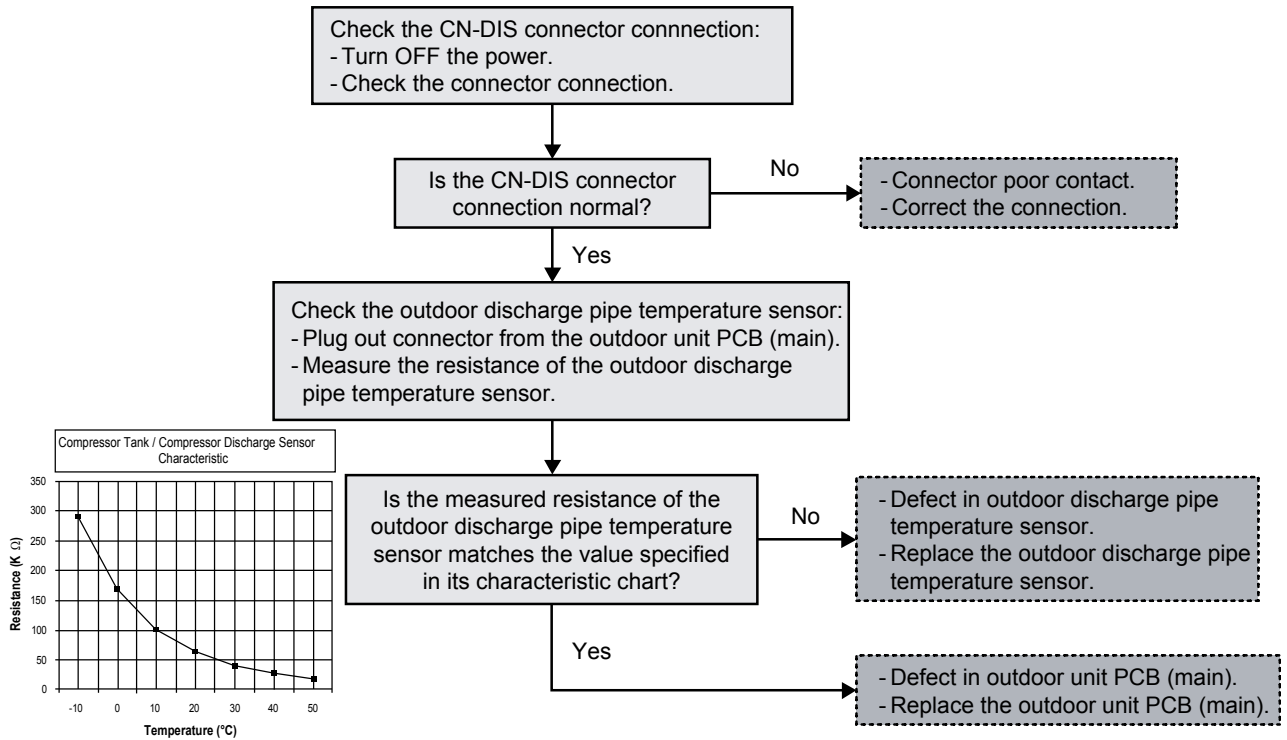 Check the CN-DIS connector connnection:
- Turn OFF the power.
- Check the connector connection.
Is the CN-DIS connector
connection normal?
No
- Connector poor contact.
- Correct the connection.
Yes
Check the outdoor discharge pipe temperature sensor:
- Plug out connector from the outdoor unit PCB (main).
- Measure the resistance of the outdoor discharge
pipe temperature sensor.
Compressor Tank / Compressor Discharge Sensor
Characteristic
Resistance (K Ω)
350
300
250
200
150
100
50
0
-10 0 10 20 30 40 50
Temperature (°C)
Is the measured resistance of the
outdoor discharge pipe temperature
sensor matches the value specified
in its characteristic chart?
No
- Defect in outdoor discharge pipe
temperature sensor.
- Replace the outdoor discharge pipe
temperature sensor.
Yes
- Defect in outdoor unit PCB (main).
- Replace the outdoor unit PCB (main).